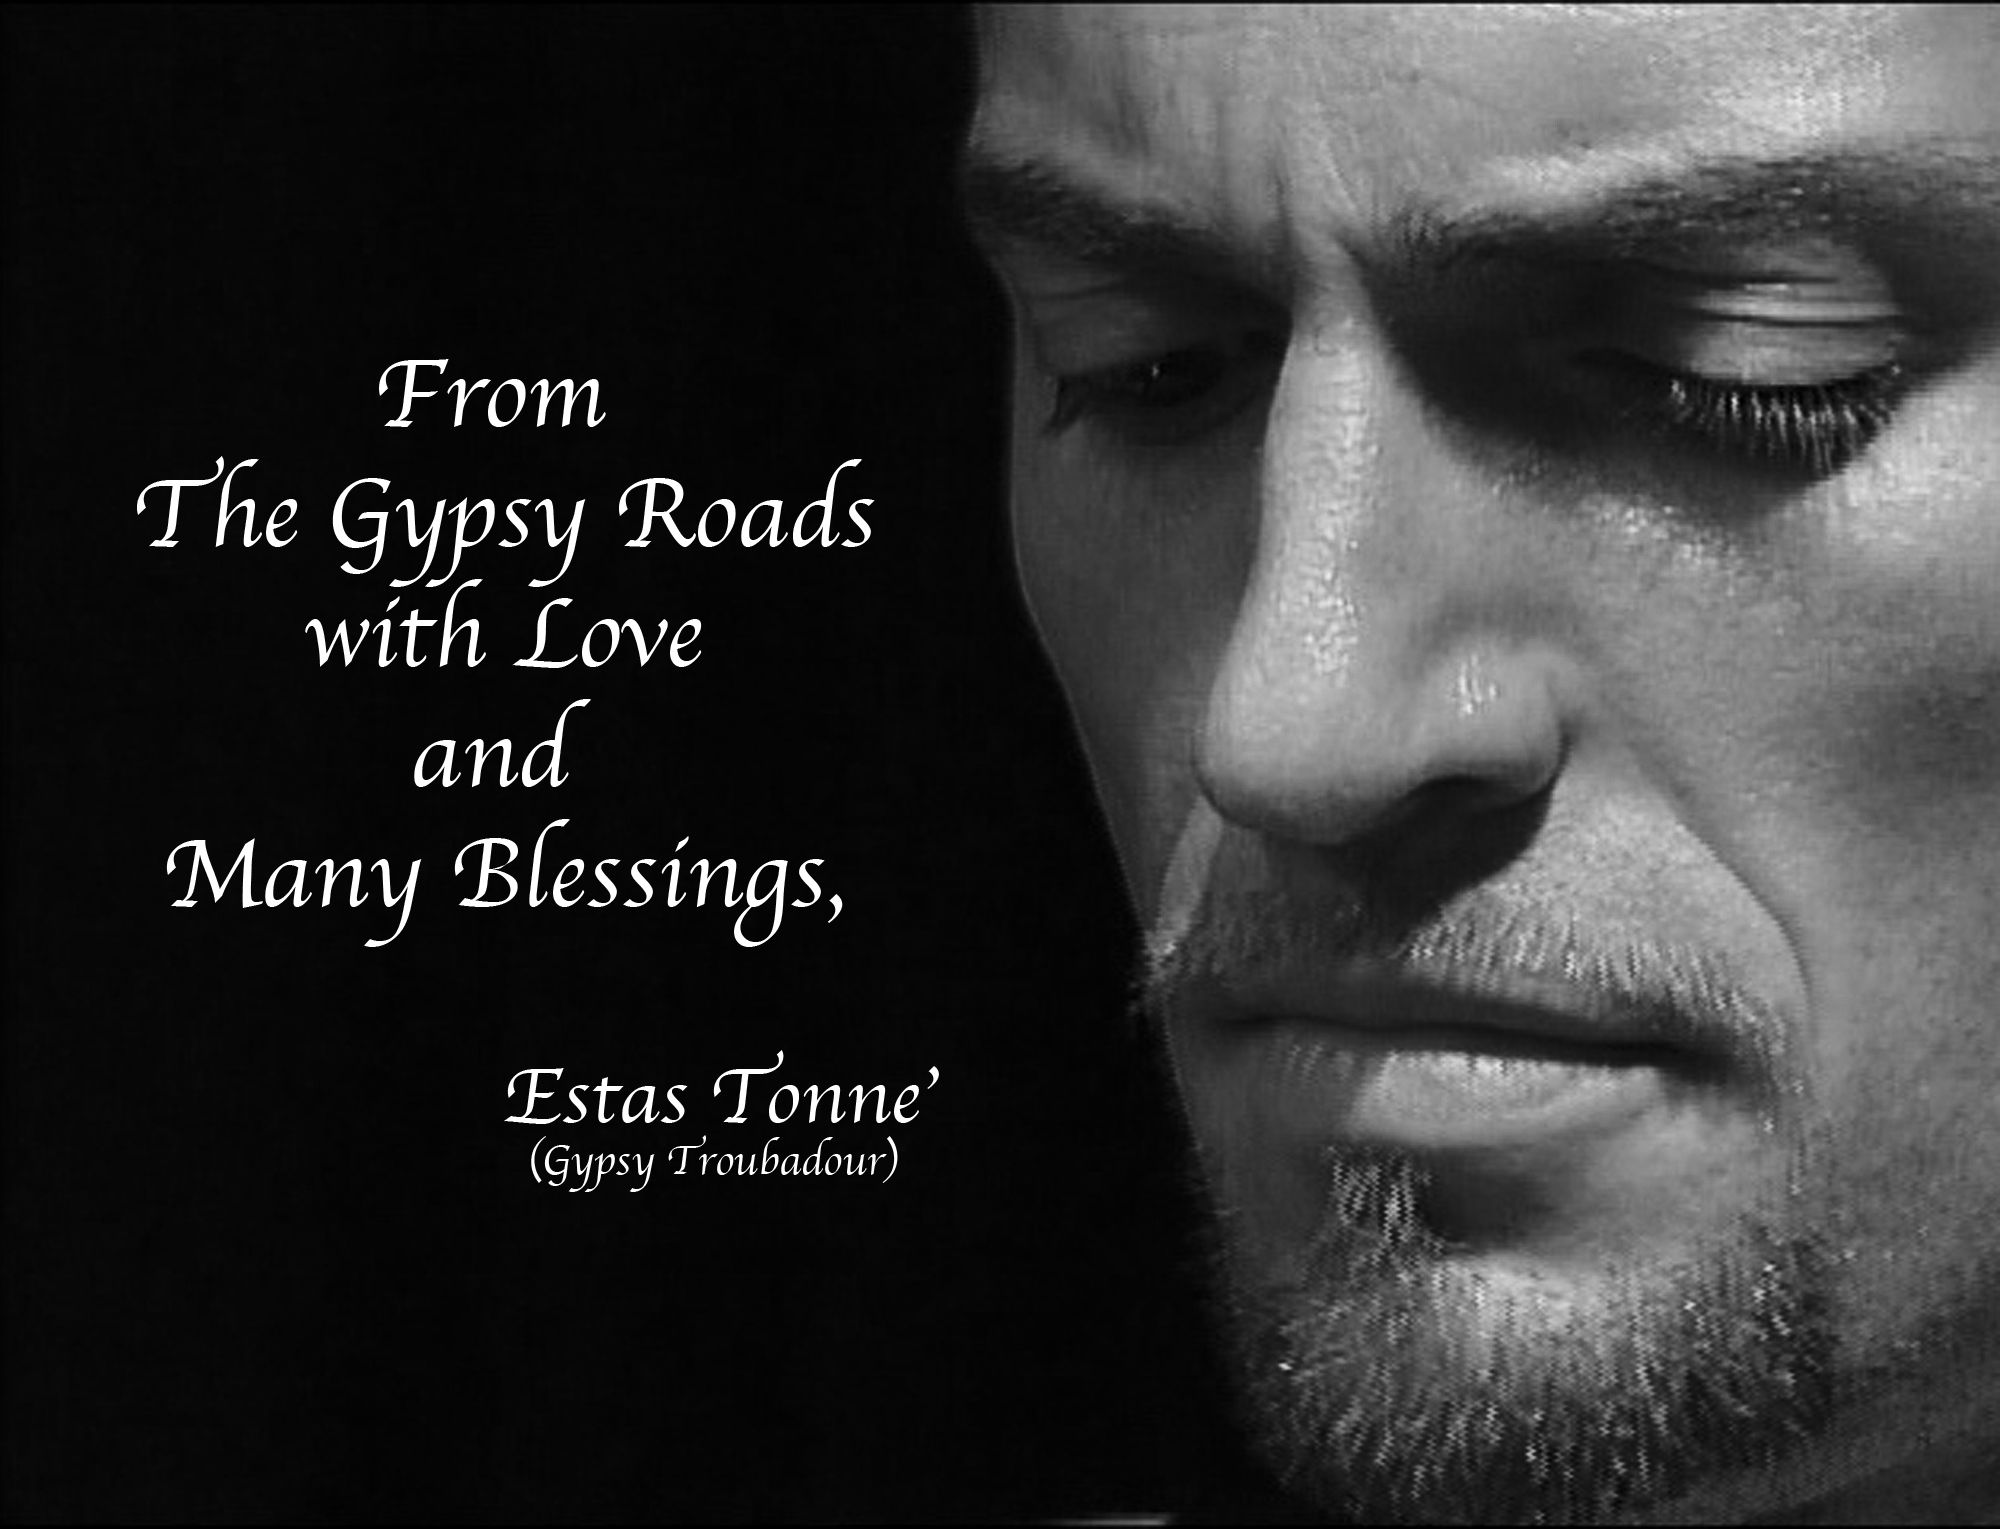 From
The Gypsy Roads
with Love
and
Many Blessings,
Estas Tonne'
(Gypsy Troubadour)